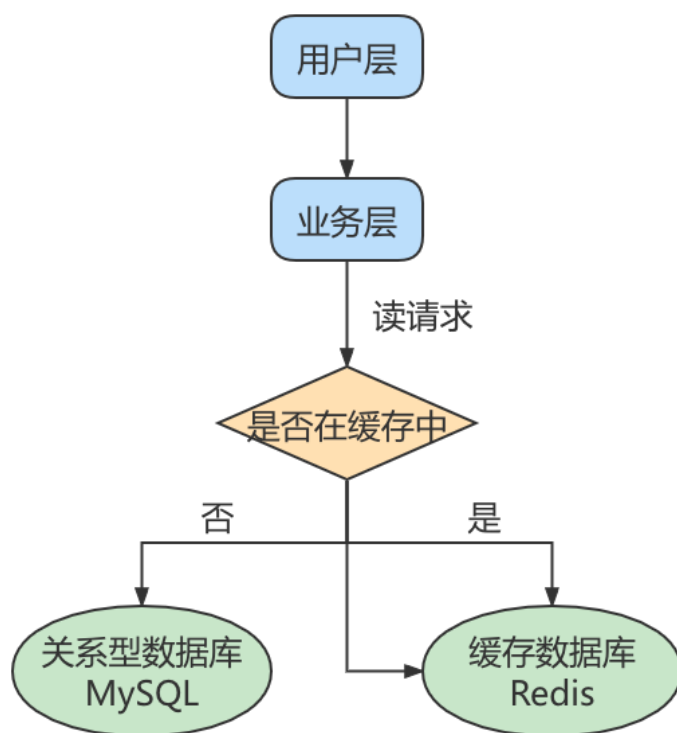 用户层
业务层
读请求
是否在缓存中
否
是
关系型数据库
MySQL
缓存数据库
Redis